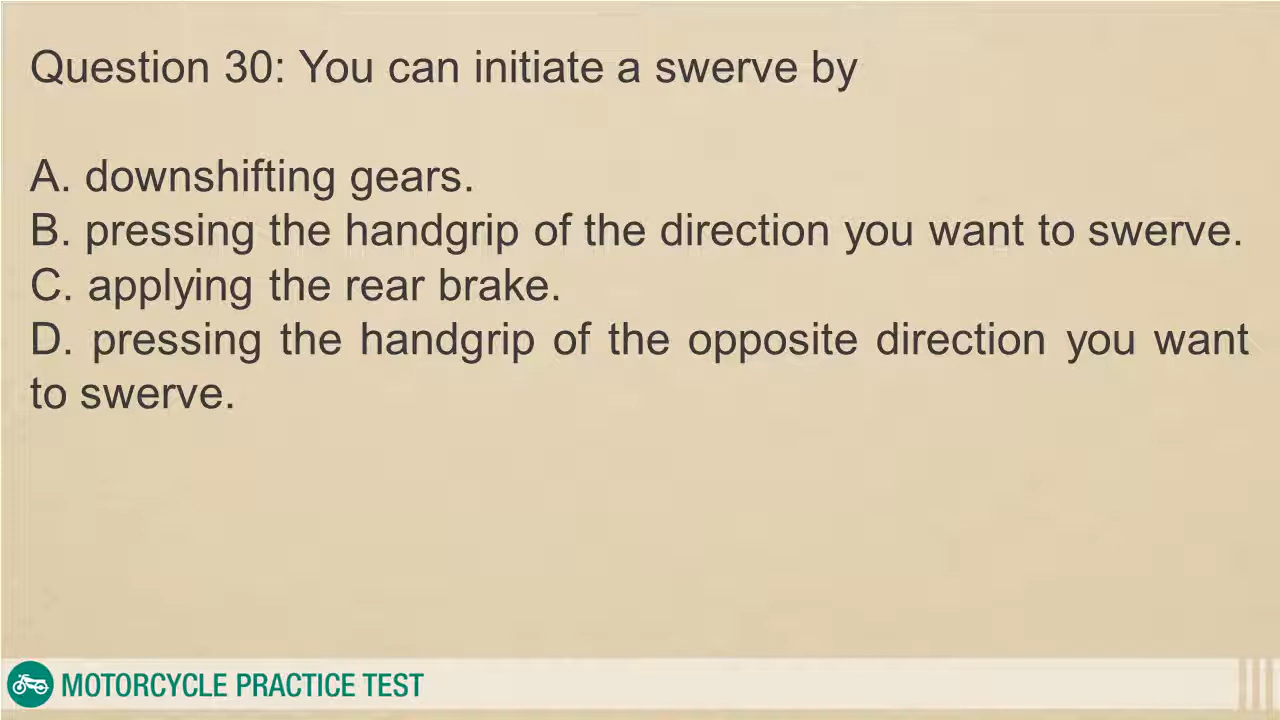 Question 30: You can initiate a swerve by
A. downshifting gears.
B. pressing the handgrip of the direction you want to swerve.
C. applying the rear brake.
D. pressing the handgrip of the opposite direction you want
to swerve.
MOTORCYCLE PRACTICE TEST